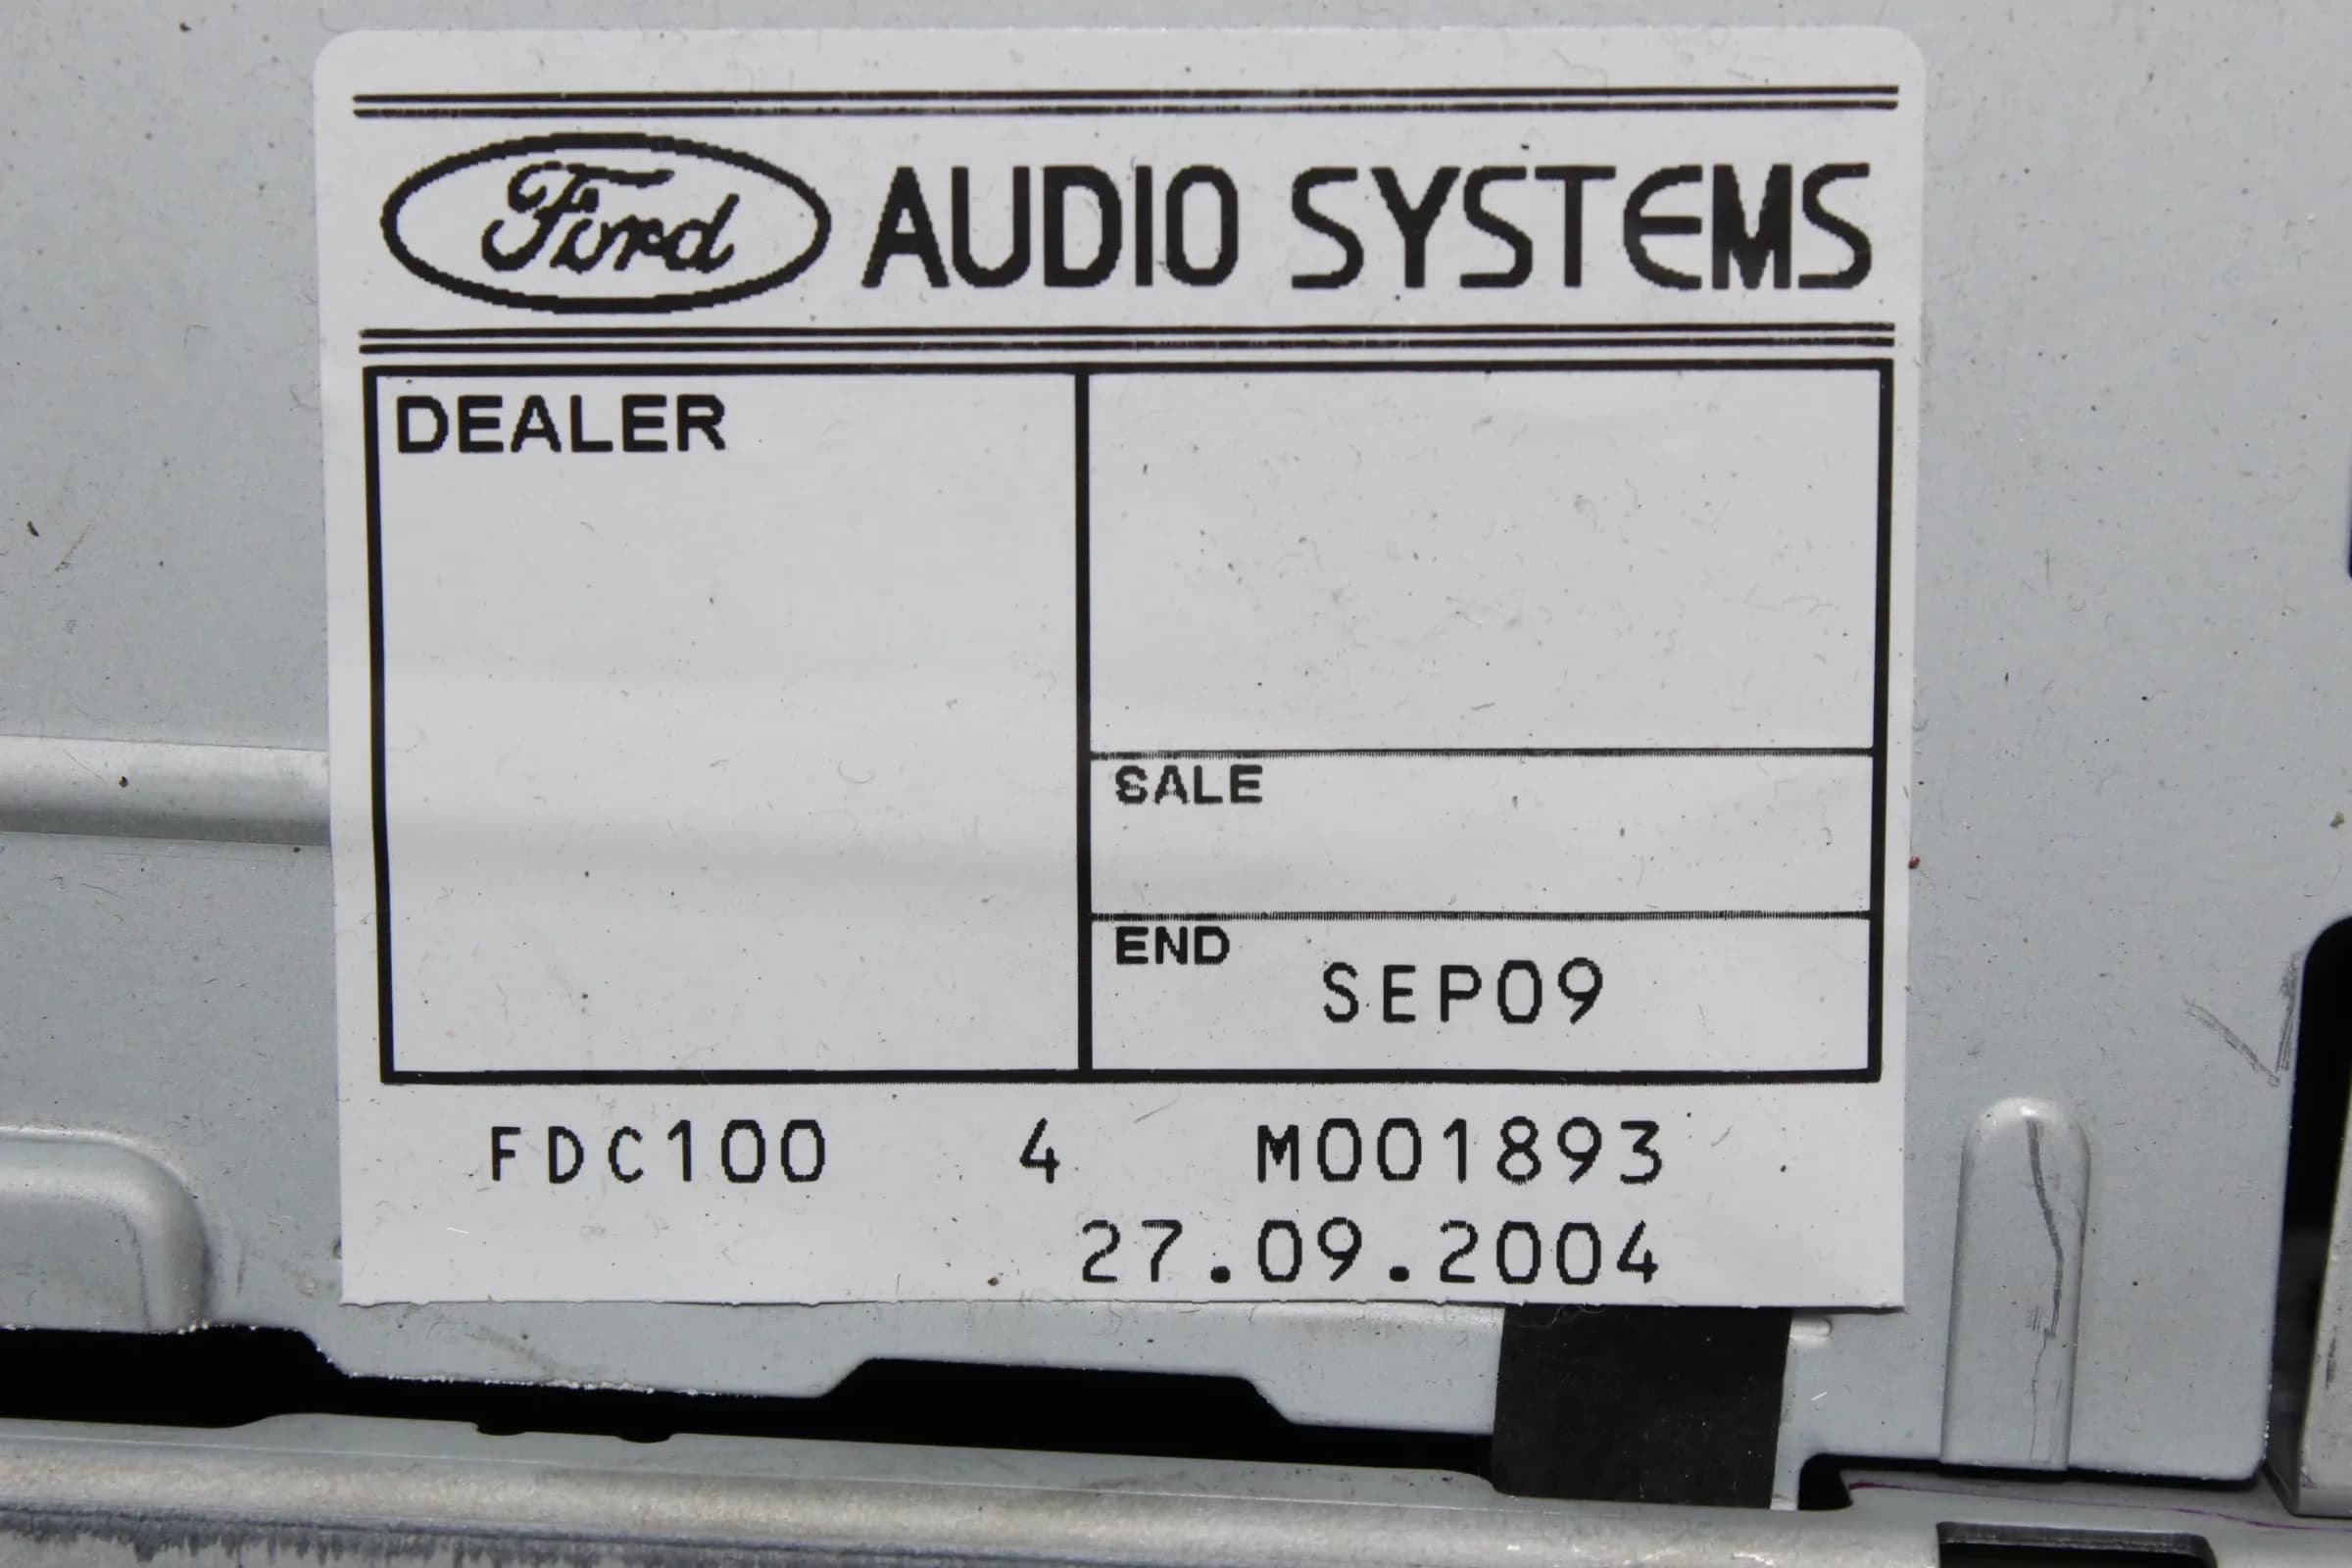 Ford AUDIO SYSTEMS
DEALER
SALE
END
SEP09
FDC100 4 M001893
27.09.2004